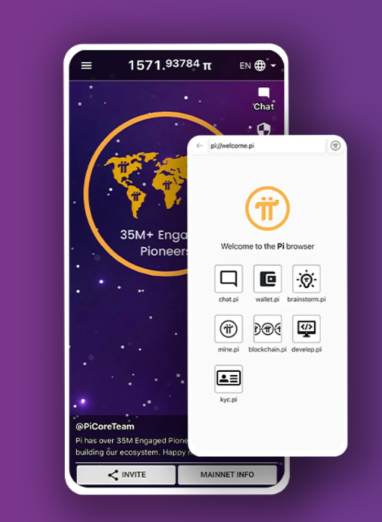 1571.93784 π
EN
Chat
35M+
Pioneers
@PiCoreTeam
Pi has over 35M Engaged
building our ecosystem. Happy
INVITE
MAINNET INFO
pi://welcome.pi
Welcome to the Pi browser
chat.pi wallet.pi brainstorm.pi
mine.pi blockchain.pi develop.pi
kyc.pi